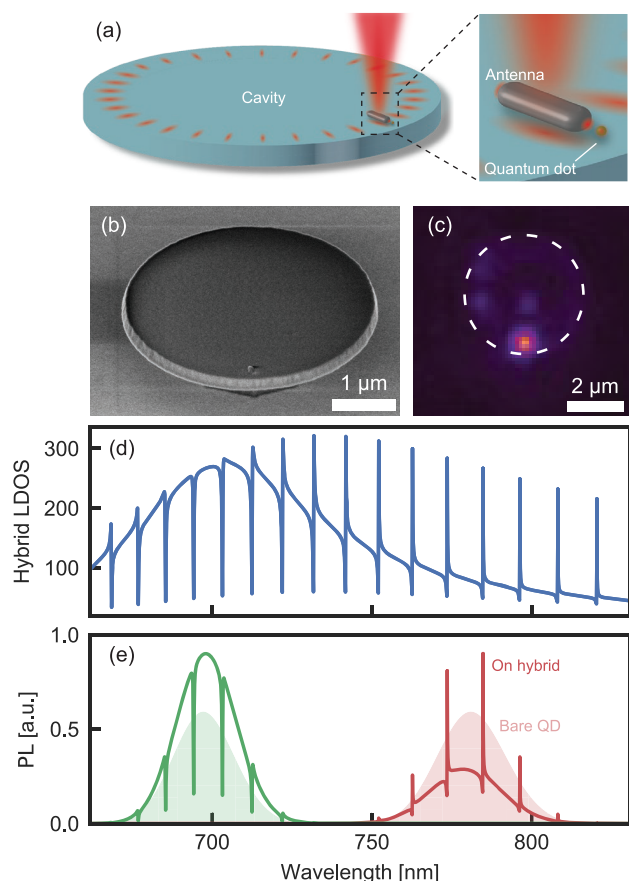 (a)
Cavity
Antenna
Quantum dot
(b)
1 µm
(c)
2 µm
(d)
Hybrid LDOS
300
200
100
(e)
PL [a.u.]
1.0
0.5
0.0
On hybrid
Bare QD
700
750
800
Wavelength [nm]